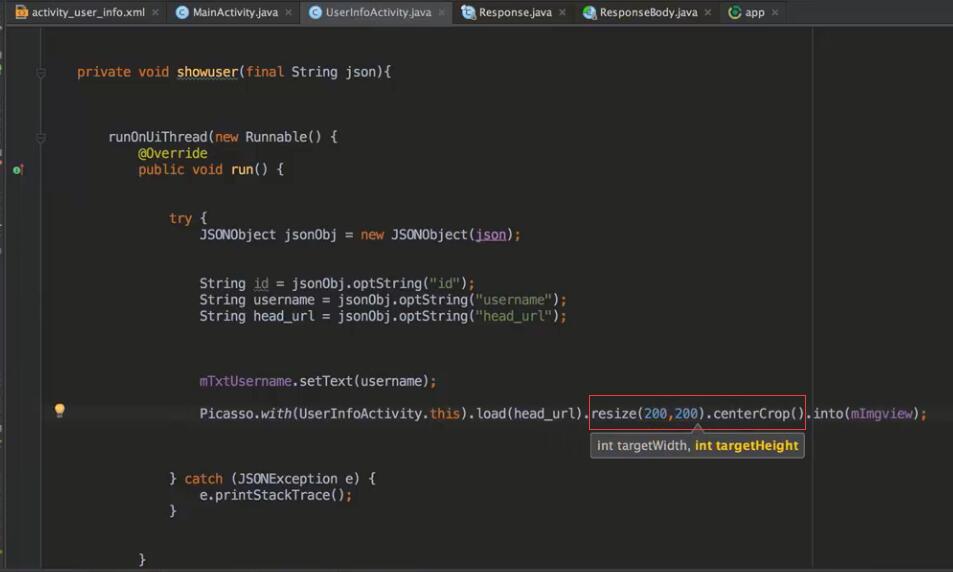 activity_user_info.xml × MainActivity.java × UserInfoActivity.java × Response.java × ResponseBody.java × app ×
private void showuser(final String json){
runOnUiThread(new Runnable() {
@Override
public void run() {
try {
JSONObject jsonObj = new JSONObject(json);
String id = jsonObj.optString("id");
String username = jsonObj.optString("username");
String head_url = jsonObj.optString("head_url");
mTxtUsername.setText(username);
Picasso.with(UserInfoActivity.this).load(head_url).resize(200,200).centerCrop().into(mImgview);
int targetWidth, int targetHeight
} catch (JSONException e) {
e.printStackTrace();
}
}